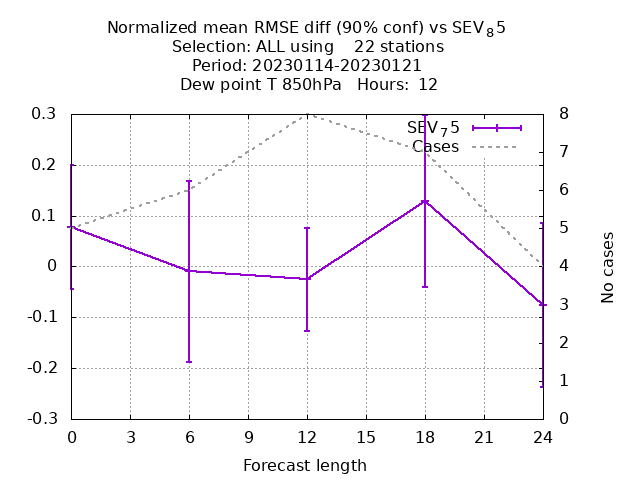 Normalized mean RMSE diff (90% conf) vs SEV₈5
Selection: ALL using    22 stations
Period: 20230114-20230121
Dew point T 850hPa   Hours:  12
0.3
0.2
0.1
0
-0.1
-0.2
-0.3
8
7
6
5
4
3
2
1
0
SEV₇5
Cases
No cases
0 3 6 9 12 15 18 21 24
Forecast length